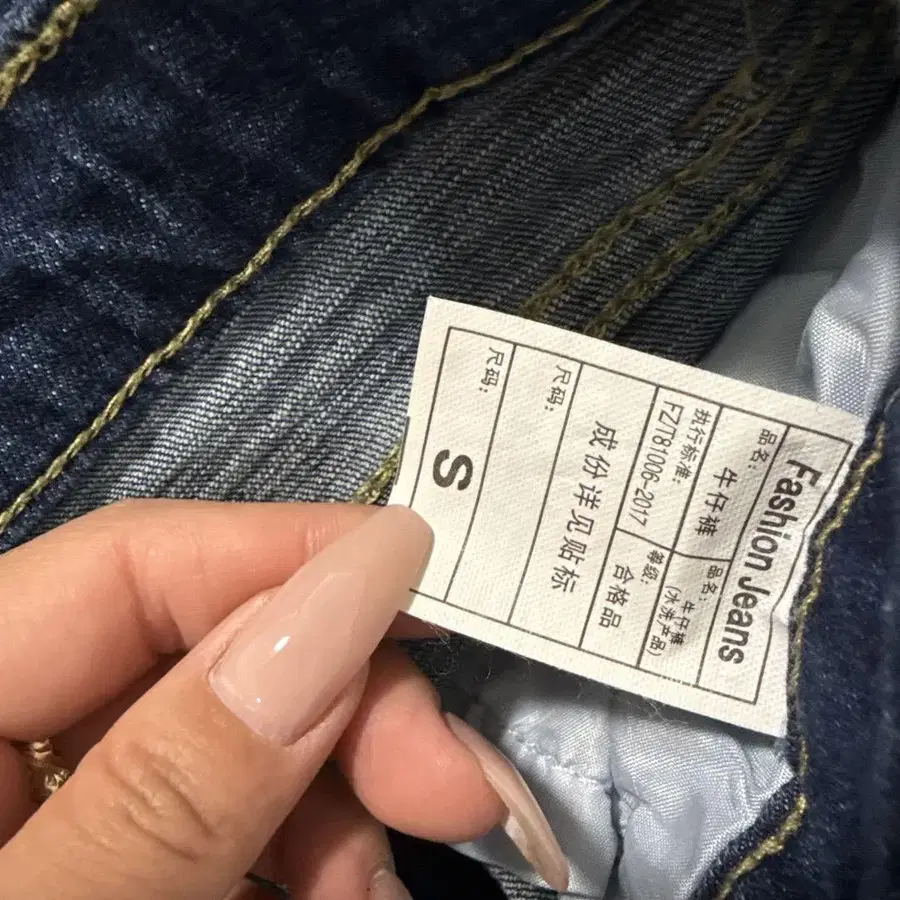 Fashion Jeans
品名: 牛仔裤
品名: 牛仔裤
(水洗产品)
执行标准:
FZ/T81006-2017
等级:
合格品
成份详见贴标
尺码:
尺码: S